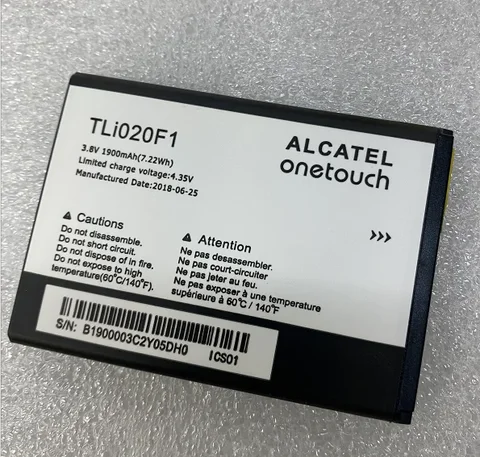 TLi020F1
3.8V 1900mAh(7.22Wh)
Limited charge voltage:4.35V
Manufactured Date:2018-06-25
ALCATEL
onetouch
Cautions
Do not disassemble.
Do not short circuit.
Do not dispose of in fire.
Do not expose to high
temperature(60℃/140℉).
Attention
Ne pas desassembler.
Ne pas court-circuiter
Ne pas jeter au feu.
Ne pas exposer à une temperature
supérieure à 60℃ / 140℉
S/N: B1900003C2Y05DH0
ICS01